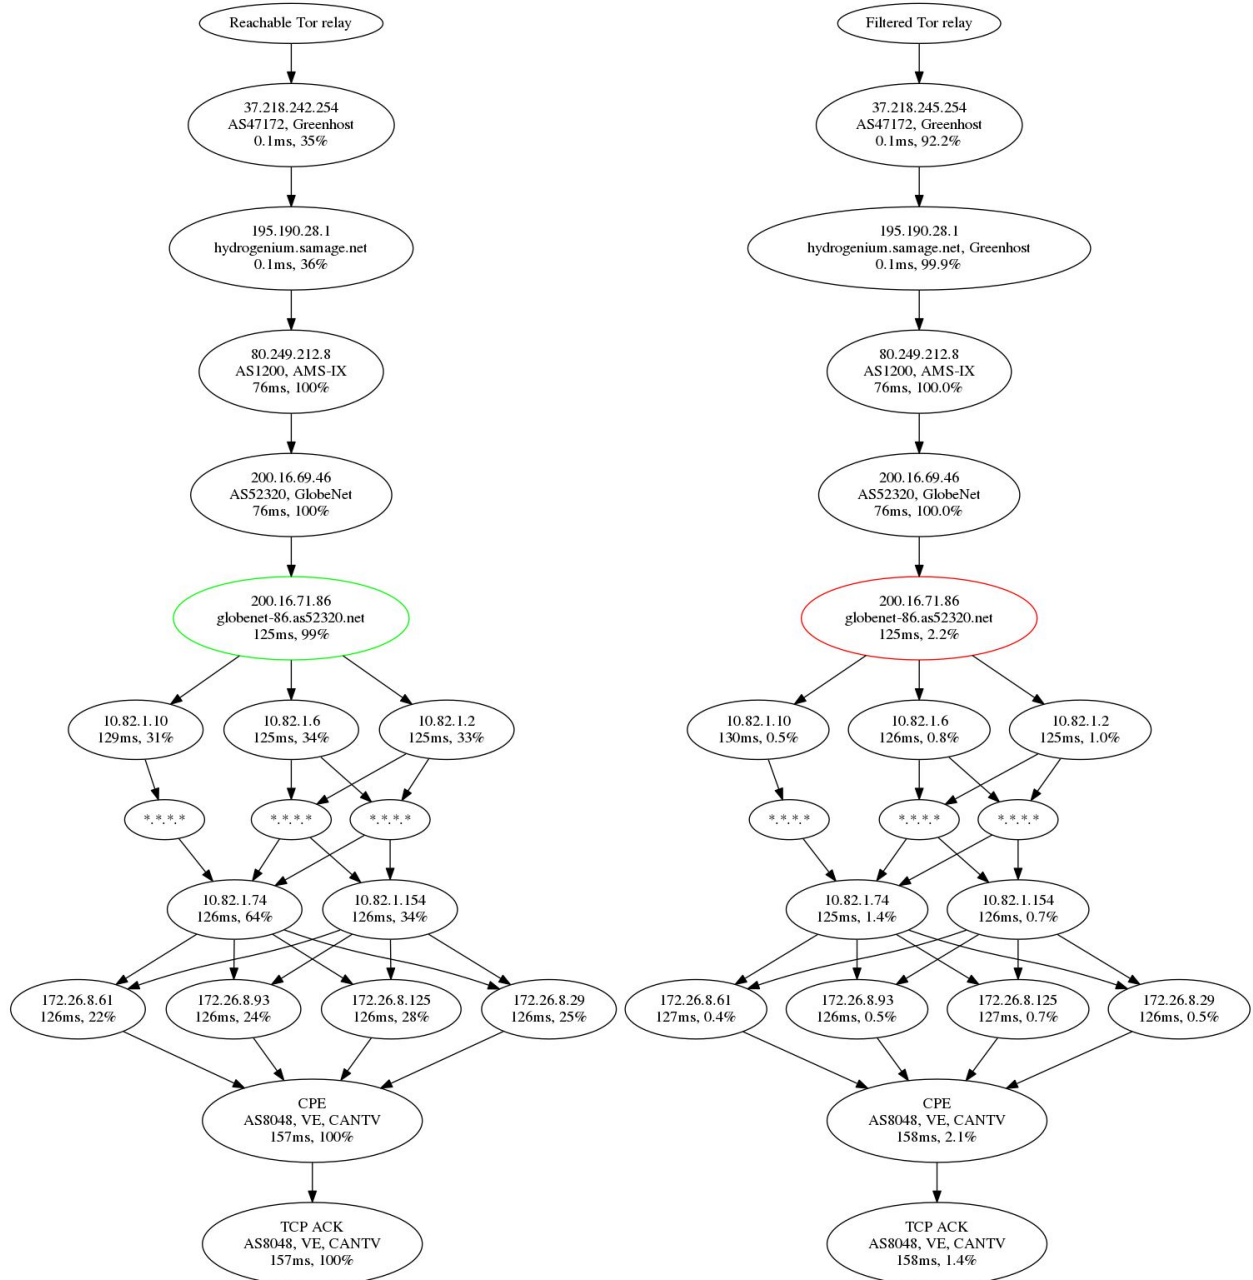 Reachable Tor relay
37.218.242.254
AS47172, Greenhost
0.1ms, 35%
195.190.28.1
hydrogenium.samage.net
0.1ms, 36%
80.249.212.8
AS1200, AMS-IX
76ms, 100%
200.16.69.46
AS52320, GlobeNet
76ms, 100%
200.16.71.86
globenet-86.as52320.net
125ms, 99%
10.82.1.10
129ms, 31%
10.82.1.6
125ms, 34%
10.82.1.2
125ms, 33%
*.*.*.*
*.*.*.*
*.*.*.*
10.82.1.74
126ms, 64%
10.82.1.154
126ms, 34%
172.26.8.61
126ms, 22%
172.26.8.93
126ms, 24%
172.26.8.125
126ms, 28%
172.26.8.29
126ms, 25%
CPE
AS8048, VE, CANTV
157ms, 100%
TCP ACK
AS8048, VE, CANTV
157ms, 100%
Filtered Tor relay
37.218.245.254
AS47172, Greenhost
0.1ms, 92.2%
195.190.28.1
hydrogenium.samage.net, Greenhost
0.1ms, 99.9%
80.249.212.8
AS1200, AMS-IX
76ms, 100.0%
200.16.69.46
AS52320, GlobeNet
76ms, 100.0%
200.16.71.86
globenet-86.as52320.net
125ms, 2.2%
10.82.1.10
130ms, 0.5%
10.82.1.6
126ms, 0.8%
10.82.1.2
125ms, 1.0%
*.*.*.*
*.*.*.*
*.*.*.*
10.82.1.74
125ms, 1.4%
10.82.1.154
126ms, 0.7%
172.26.8.61
127ms, 0.4%
172.26.8.93
126ms, 0.5%
172.26.8.125
127ms, 0.7%
172.26.8.29
126ms, 0.5%
CPE
AS8048, VE, CANTV
158ms, 2.1%
TCP ACK
AS8048, VE, CANTV
158ms, 1.4%